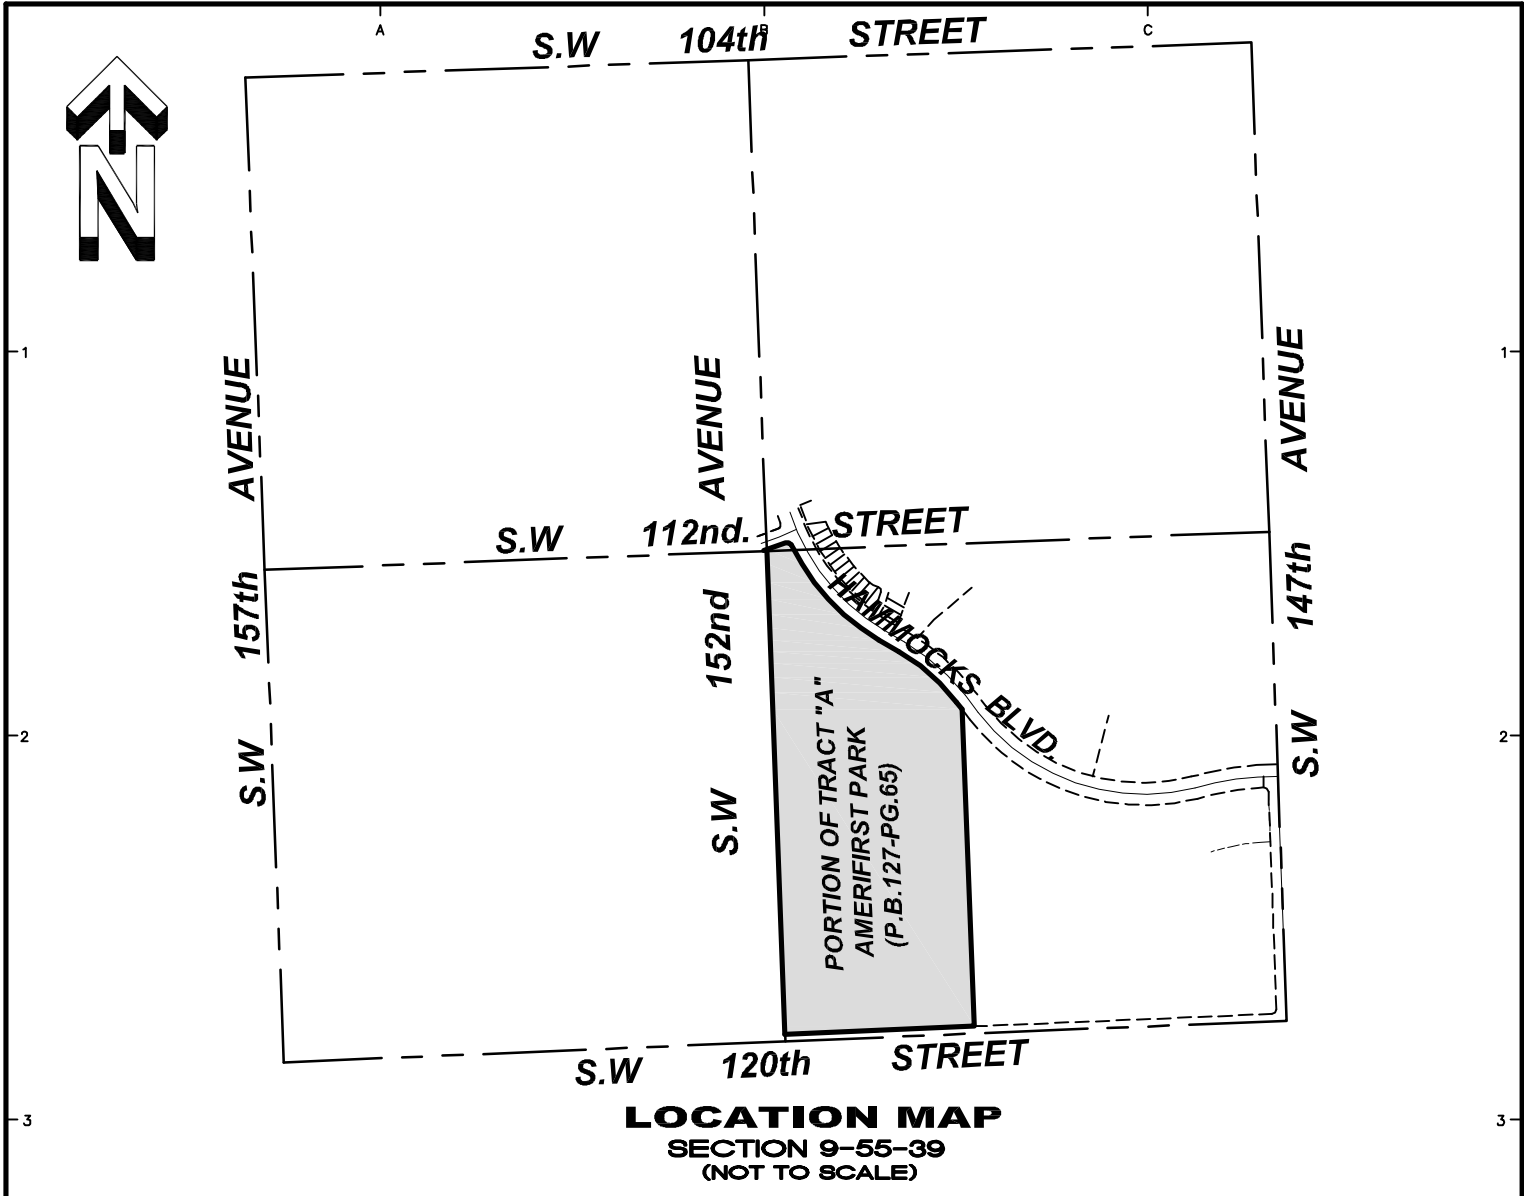 A B C
S.W 104th STREET
N
1 1
S.W 157th AVENUE
S.W 152nd AVENUE
S.W 147th AVENUE
S.W 112nd. STREET
HAMMOCKS BLVD.
2 2
PORTION OF TRACT "A"
AMERIFIRST PARK
(P.B.127-PG.65)
S.W 120th STREET
3 3
LOCATION MAP
SECTION 9-55-39
(NOT TO SCALE)